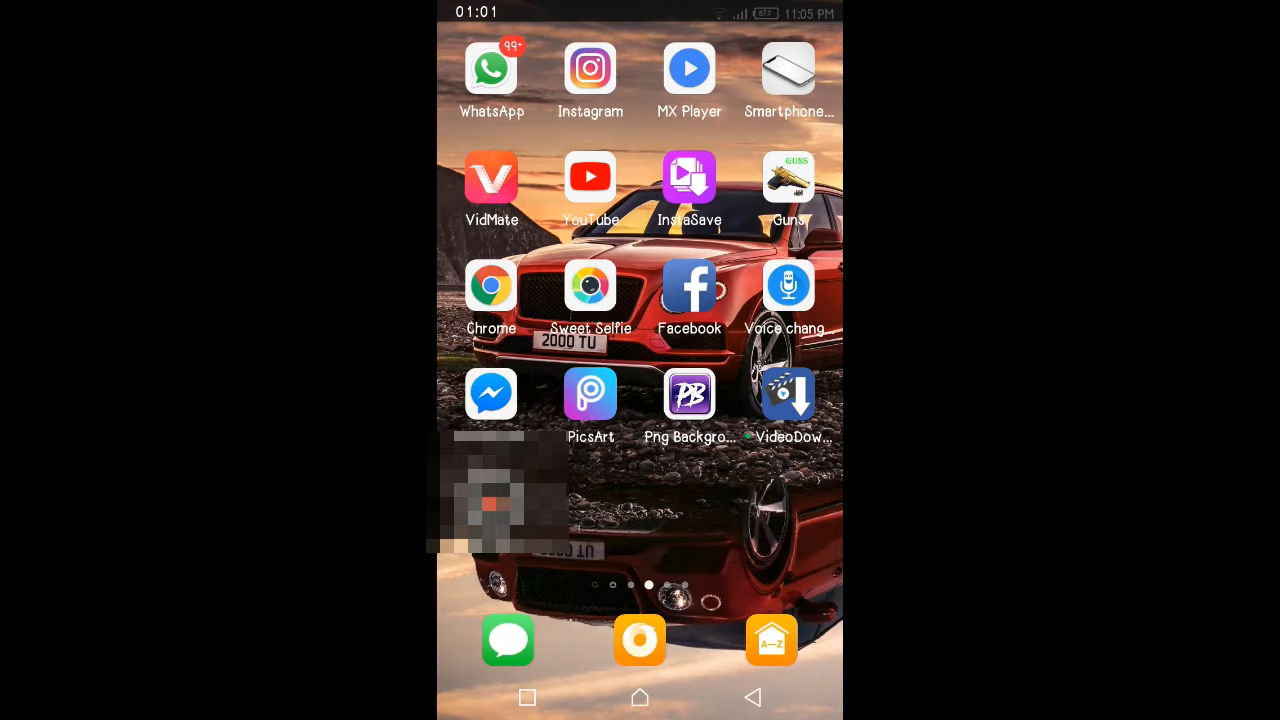 01:01 67% 11:05 PM
99+
WhatsApp Instagram MX Player Smartphone...
GUNS
VidMate YouTube InstaSave Guns
Chrome Sweet Selfie Facebook Voice chang...
2000 TU
PB
PicsArt Png Backgro... VideoDow...
A—Z